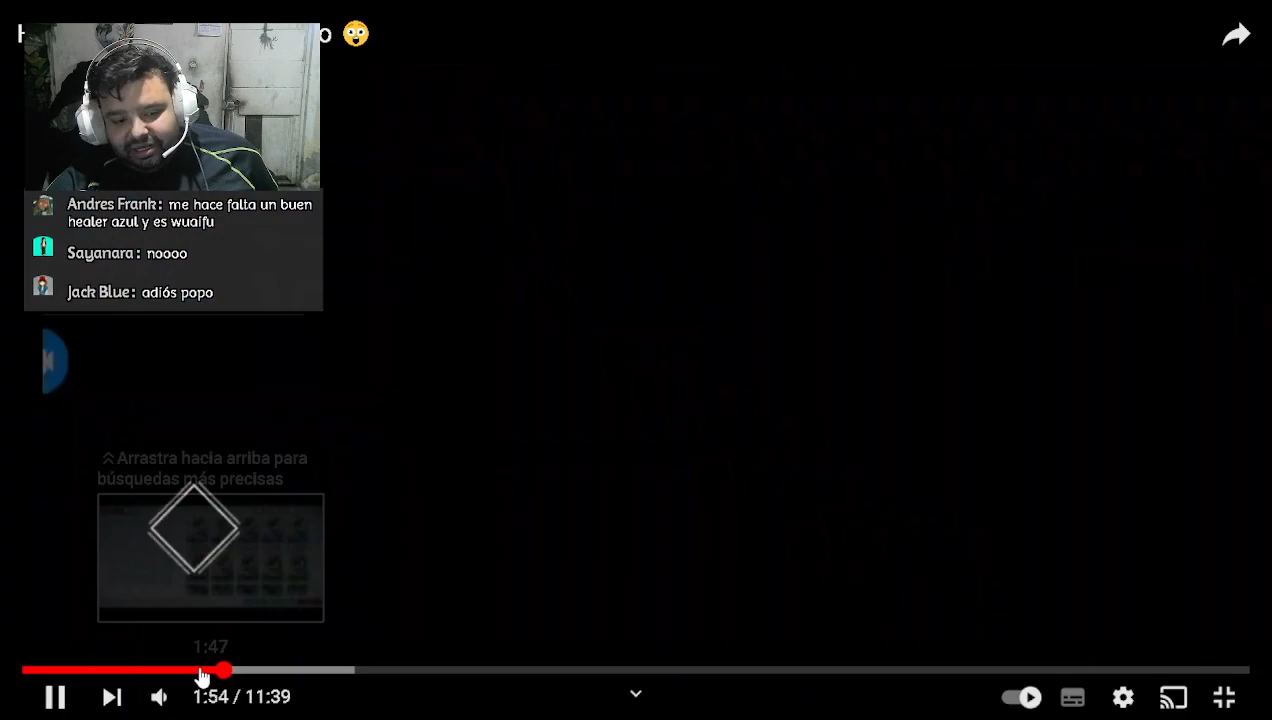 o 😲
Andres Frank: me hace falta un buen
healer azul y es wuaifu
Sayanara: noooo
Jack Blue: adiós popo
Arrastra hacia arriba para
búsquedas más precisas
1:47
1:54 / 11:39